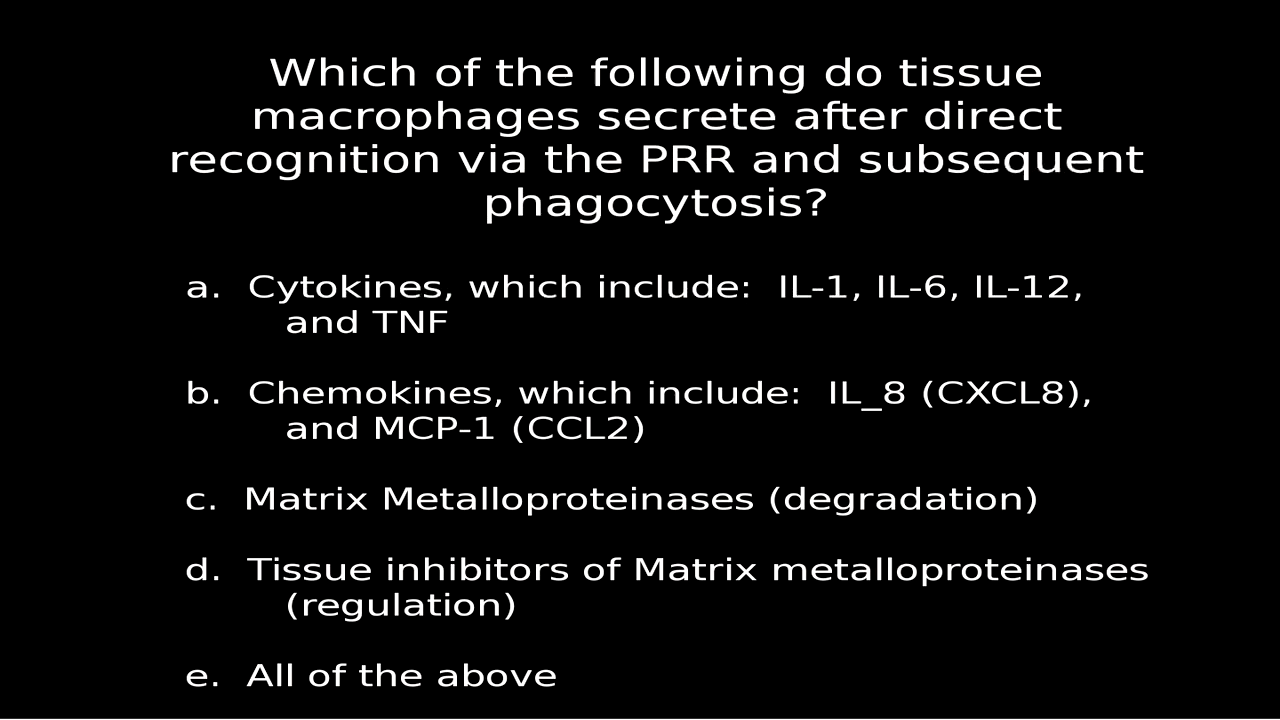 Which of the following do tissue
macrophages secrete after direct
recognition via the PRR and subsequent
phagocytosis?
a. Cytokines, which include: IL-1, IL-6, IL-12,
and TNF
b. Chemokines, which include: IL_8 (CXCL8),
and MCP-1 (CCL2)
c. Matrix Metalloproteinases (degradation)
d. Tissue inhibitors of Matrix metalloproteinases
(regulation)
e. All of the above